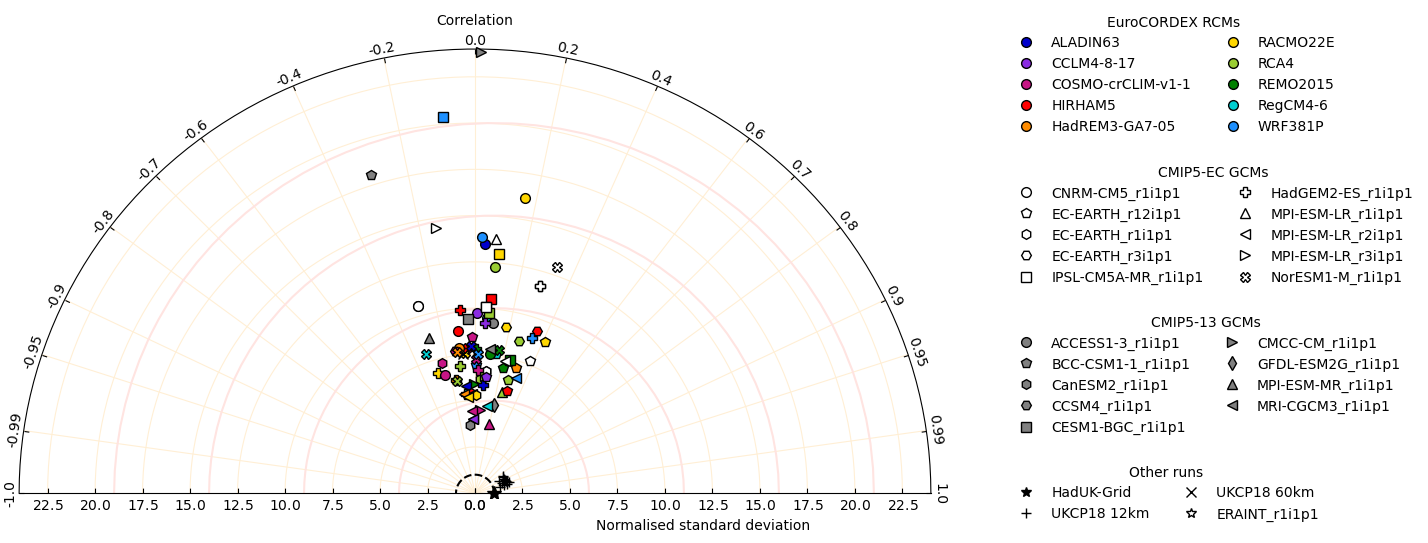 Correlation
-1.0
-0.99
-0.95
-0.9
-0.8
-0.7
-0.6
-0.4
-0.2
0.0
0.2
0.4
0.6
0.7
0.8
0.9
0.95
0.99
1.0
22.5 20.0 17.5 15.0 12.5 10.0 7.5 5.0 2.5 0.0 2.5 5.0 7.5 10.0 12.5 15.0 17.5 20.0 22.5
Normalised standard deviation
EuroCORDEX RCMs
ALADIN63
CCLM4-8-17
COSMO-crCLIM-v1-1
HIRHAM5
HadREM3-GA7-05
RACMO22E
RCA4
REMO2015
RegCM4-6
WRF381P
CMIP5-EC GCMs
CNRM-CM5_r1i1p1
EC-EARTH_r12i1p1
EC-EARTH_r1i1p1
EC-EARTH_r3i1p1
IPSL-CM5A-MR_r1i1p1
HadGEM2-ES_r1i1p1
MPI-ESM-LR_r1i1p1
MPI-ESM-LR_r2i1p1
MPI-ESM-LR_r3i1p1
NorESM1-M_r1i1p1
CMIP5-13 GCMs
ACCESS1-3_r1i1p1
BCC-CSM1-1_r1i1p1
CanESM2_r1i1p1
CCSM4_r1i1p1
CESM1-BGC_r1i1p1
CMCC-CM_r1i1p1
GFDL-ESM2G_r1i1p1
MPI-ESM-MR_r1i1p1
MRI-CGCM3_r1i1p1
Other runs
HadUK-Grid
UKCP18 12km
UKCP18 60km
ERAINT_r1i1p1